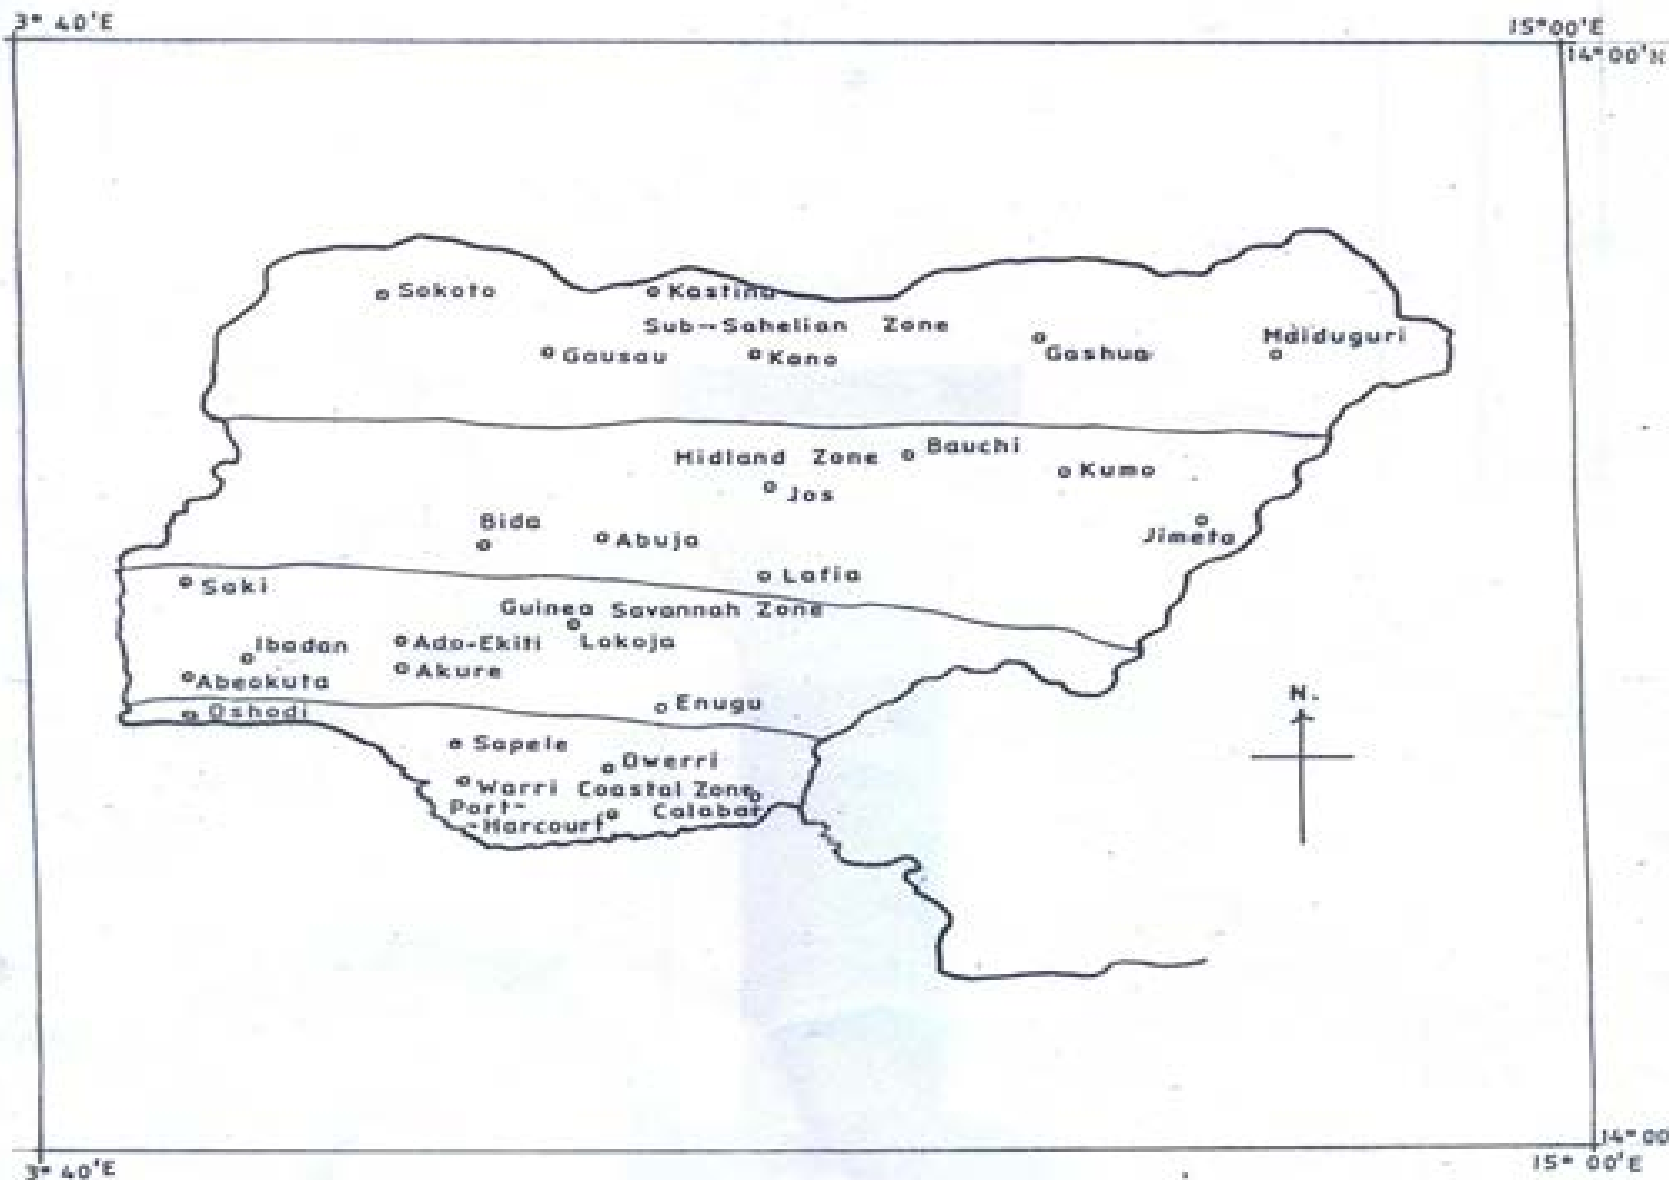 3° 40'E
15°00'E
14°00'N
Sokoto
Kastina
Sub-Sahelian Zone
Maiduguri
Gausau
Kano
Gashua
Midland Zone
Bauchi
Kumo
Jos
Bida
Abuja
Jimeta
Lafia
Saki
Guinea Savannah Zone
Ibadan
Ado-Ekiti
Lokoja
Akure
Abeokuta
Enugu
N.
Oshodi
Sapele
Owerri
Warri
Coastal Zone
Port-
-Harcourt
Calabar
14°00
3° 40'E
15° 00'E